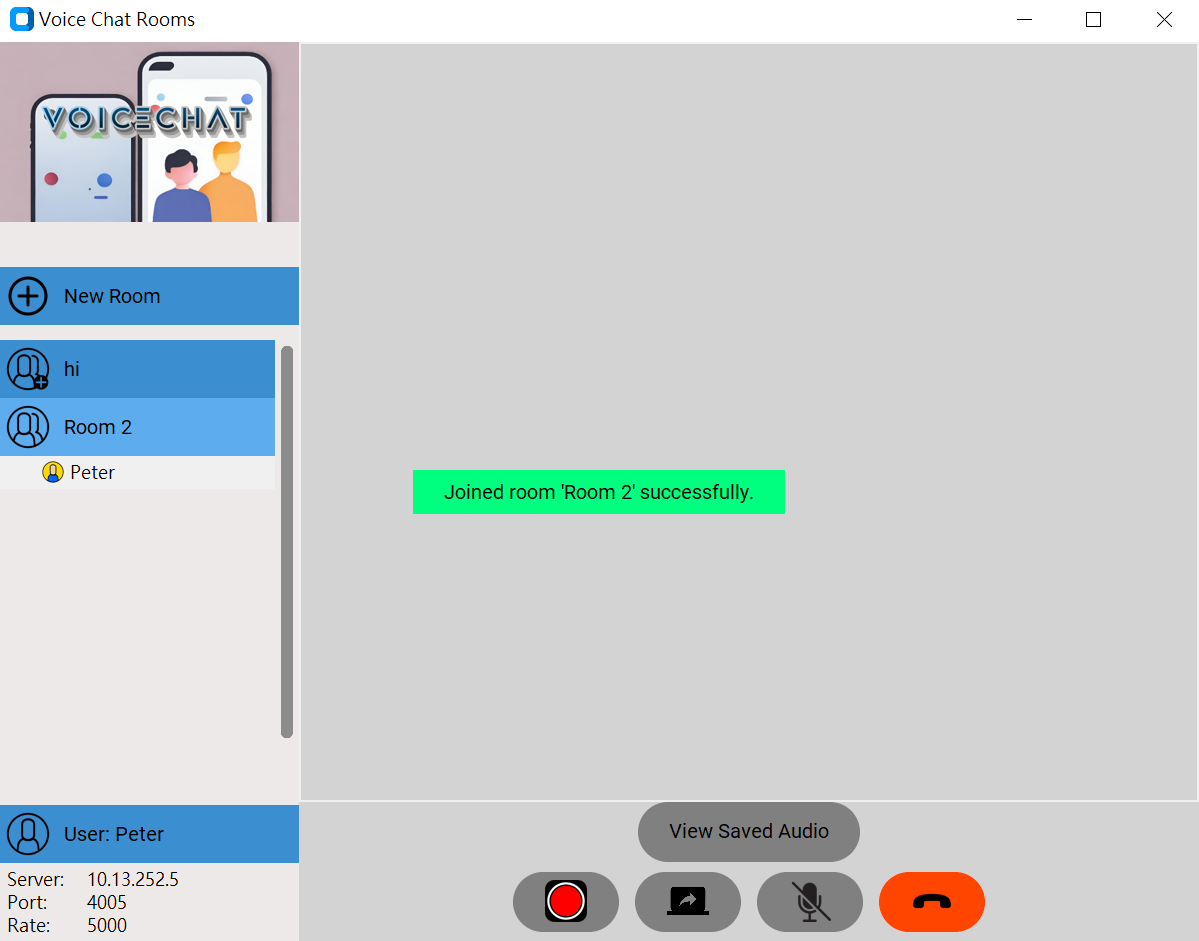 Voice Chat Rooms
VOICECHAT
New Room
hi
Room 2
Peter
Joined room 'Room 2' successfully.
User: Peter
Server: 10.13.252.5
Port: 4005
Rate: 5000
View Saved Audio